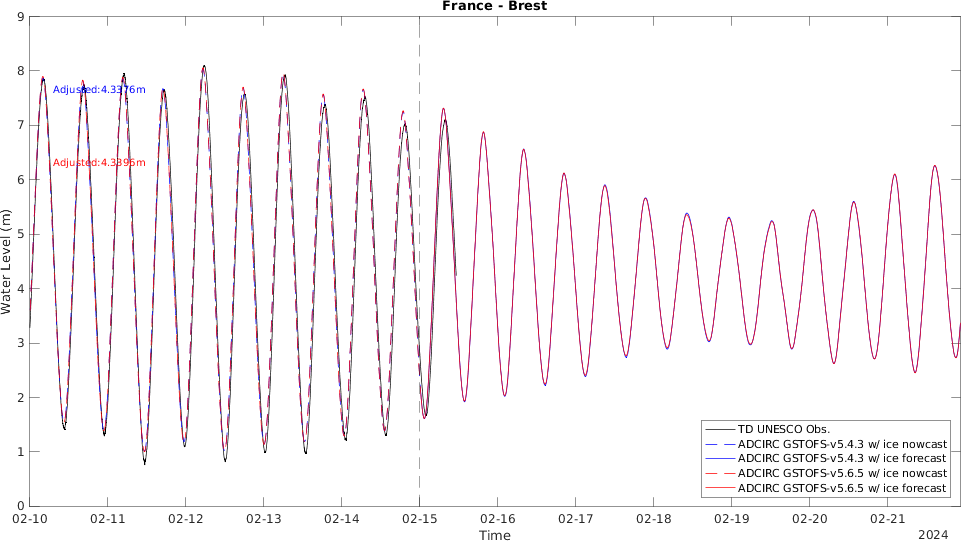 France - Brest
9
8
7
6
5
4
3
2
1
0
Water Level (m)
Adjusted:4.3376m
Adjusted:4.3396m
TD UNESCO Obs.
ADCIRC GSTOFS-v5.4.3 w/ ice nowcast
ADCIRC GSTOFS-v5.4.3 w/ ice forecast
ADCIRC GSTOFS-v5.6.5 w/ ice nowcast
ADCIRC GSTOFS-v5.6.5 w/ ice forecast
02-10 02-11 02-12 02-13 02-14 02-15 02-16 02-17 02-18 02-19 02-20 02-21
Time
2024